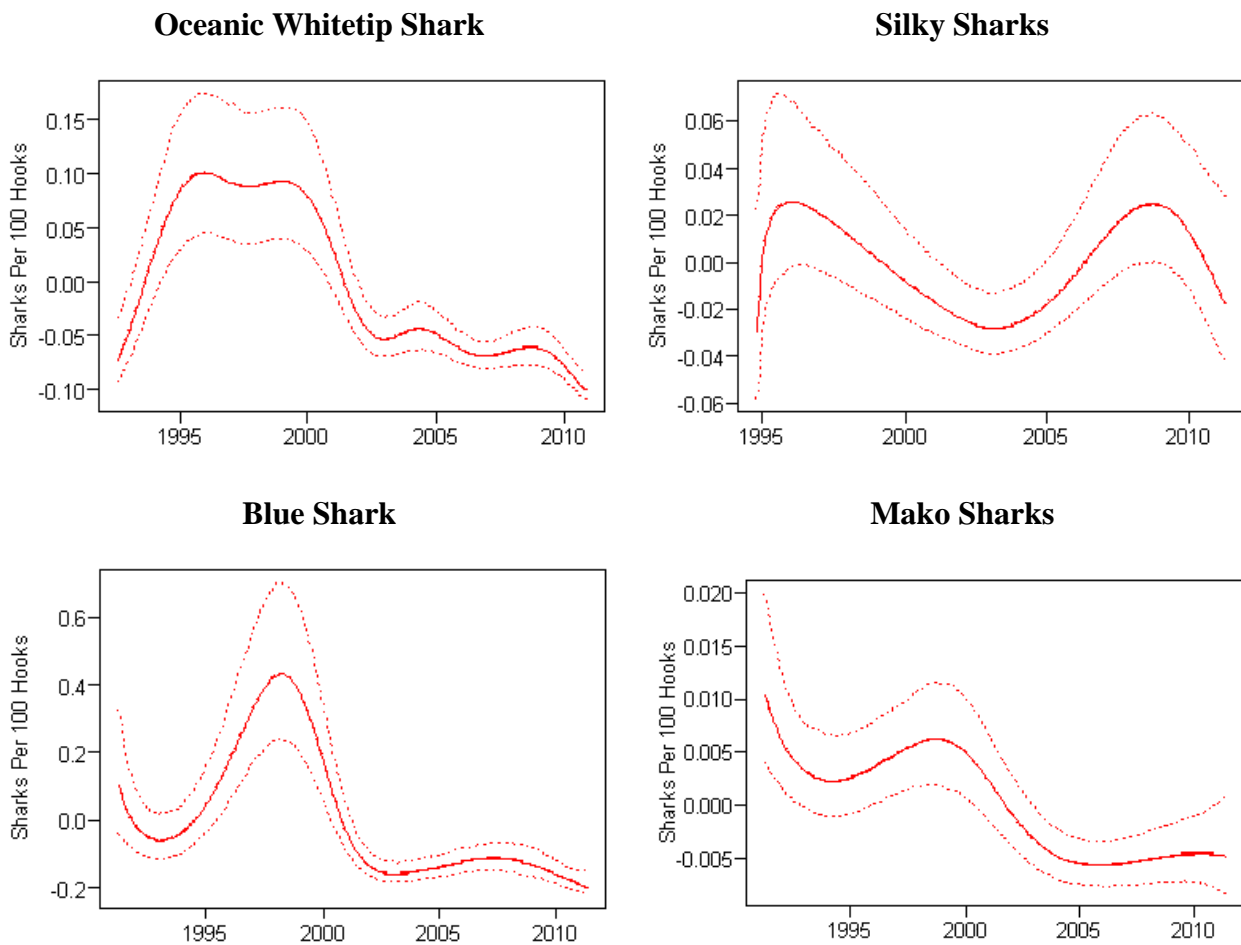 Oceanic Whitetip Shark
Sharks Per 100 Hooks
0.15
0.10
0.05
0.00
-0.05
-0.10
1995 2000 2005 2010
Silky Sharks
Sharks Per 100 Hooks
0.06
0.04
0.02
0.00
-0.02
-0.04
-0.06
1995 2000 2005 2010
Blue Shark
Sharks Per 100 Hooks
0.6
0.4
0.2
0.0
-0.2
1995 2000 2005 2010
Mako Sharks
Sharks Per 100 Hooks
0.020
0.015
0.010
0.005
0.000
-0.005
1995 2000 2005 2010